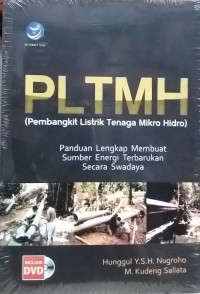 PLTMH
(Pembangkit Listrik Tenaga Mikro Hidro)
Panduan Lengkap Membuat
Sumber Energi Terbarukan
Secara Swadaya
INCLUDE
DVD
Hunggul Y.S.H. Nugroho
M. Kudeng Sallata